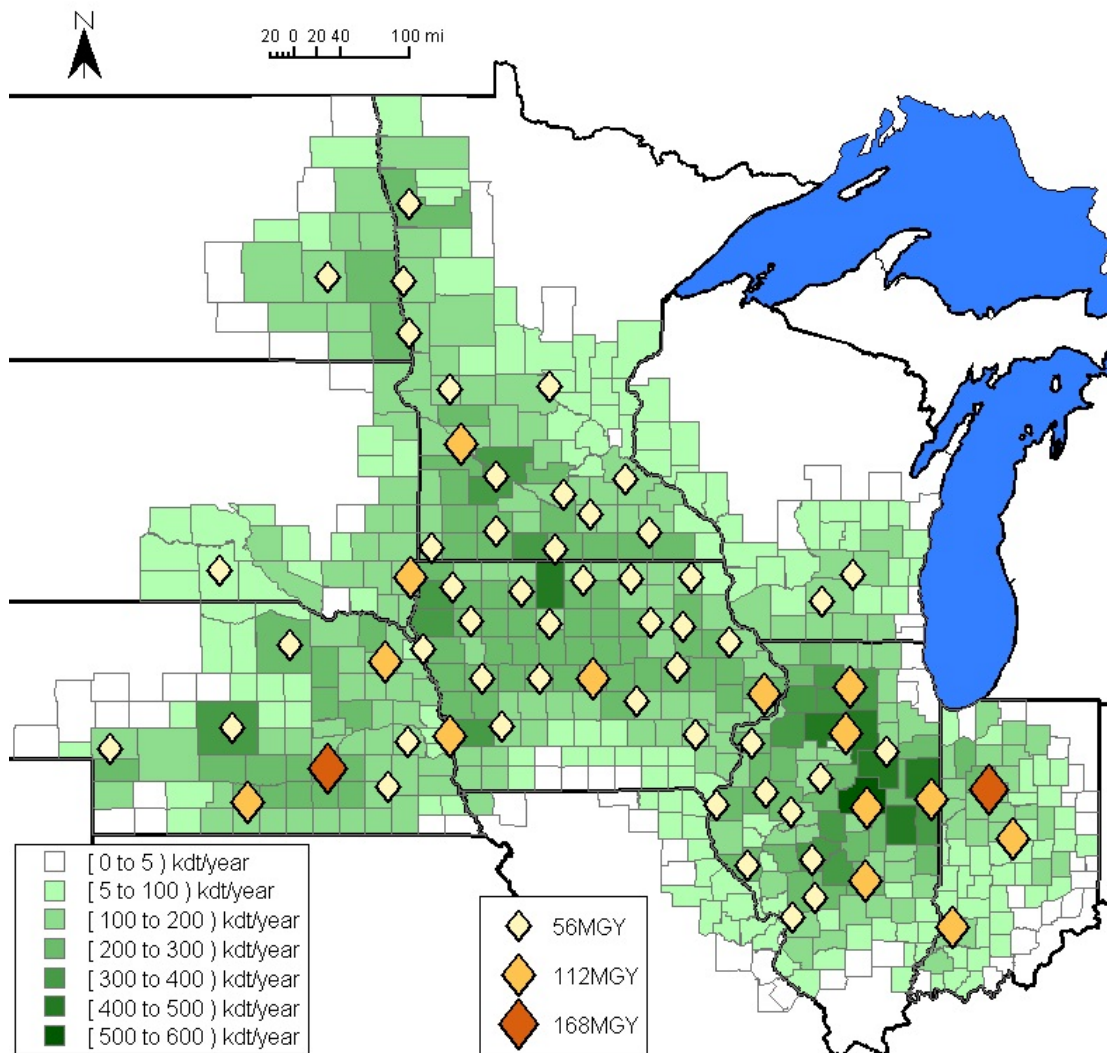 N
20 0 20 40 100 mi
[ 0 to 5 ) kdt/year
[ 5 to 100 ) kdt/year
[ 100 to 200 ) kdt/year
[ 200 to 300 ) kdt/year
[ 300 to 400 ) kdt/year
[ 400 to 500 ) kdt/year
[ 500 to 600 ) kdt/year
56MGY
112MGY
168MGY